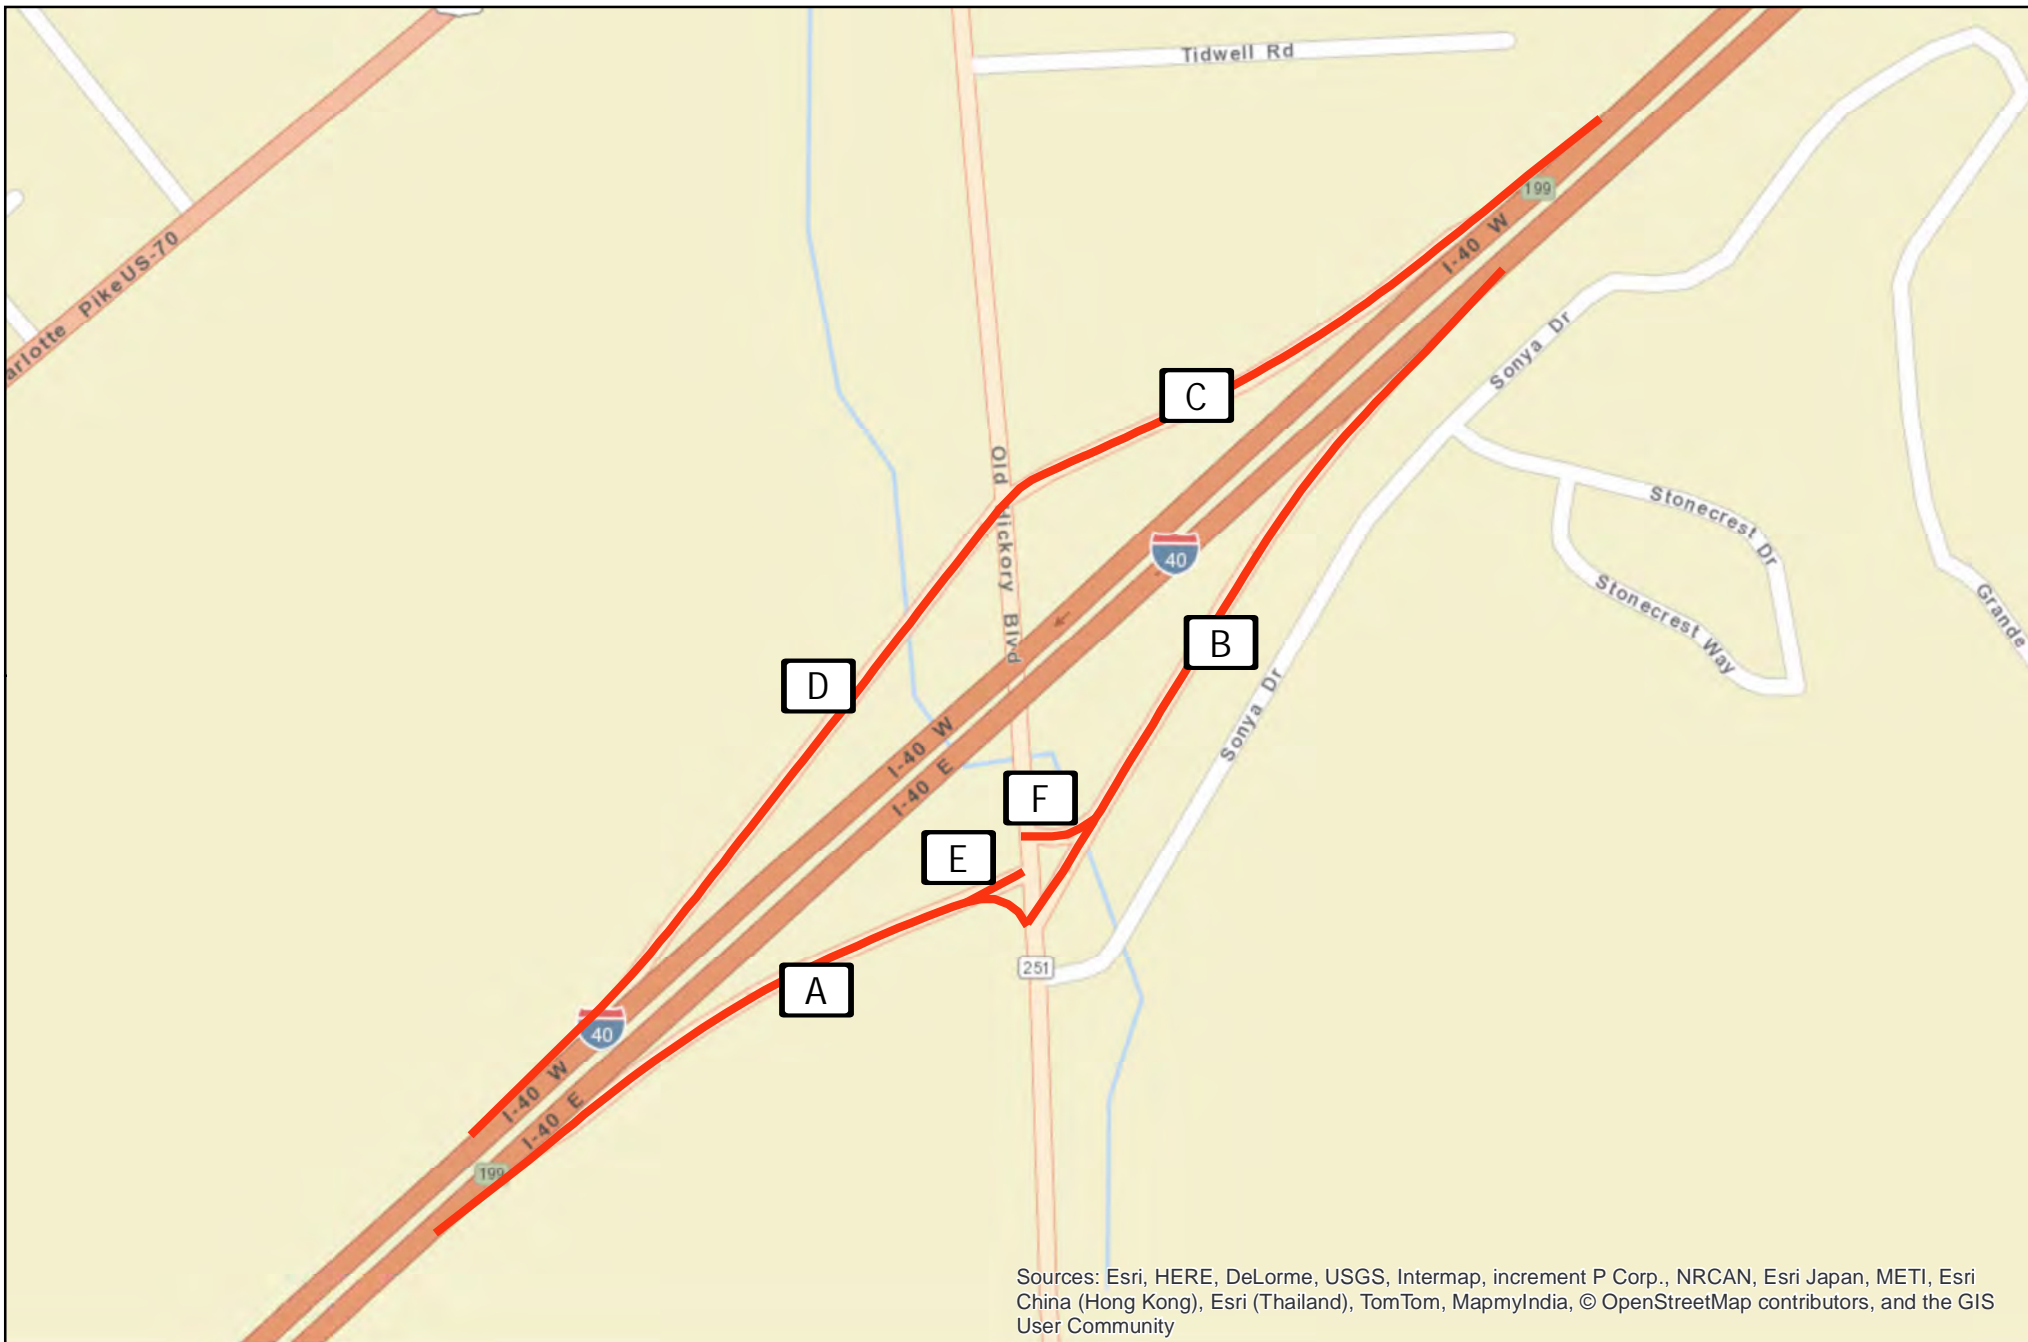 Tidwell Rd
199
I-40 W
arlotte Pike US-70
Sonya Dr
C
Old Hickory Blvd
Stonecrest Dr
40
Stonecrest Way
Grande
B
D
Sonya Dr
I-40 W
I-40 E
F
E
251
A
40
I-40 W
I-40 E
199
Sources: Esri, HERE, DeLorme, USGS, Intermap, increment P Corp., NRCAN, Esri Japan, METI, Esri
China (Hong Kong), Esri (Thailand), TomTom, MapmyIndia, © OpenStreetMap contributors, and the GIS
User Community